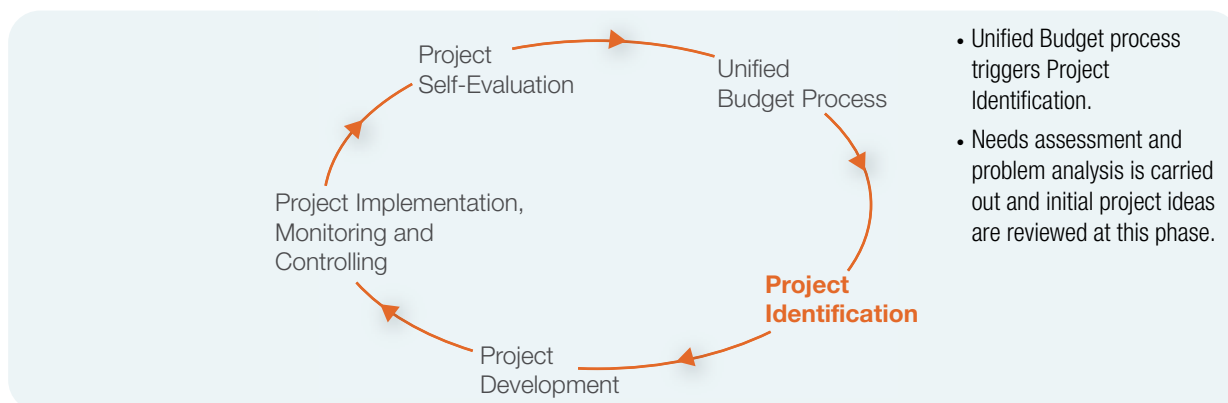 Project
Self-Evaluation
Unified
Budget Process
Project Implementation,
Monitoring and
Controlling
Project
Identification
Project
Development
• Unified Budget process
triggers Project
Identification.
• Needs assessment and
problem analysis is carried
out and initial project ideas
are reviewed at this phase.